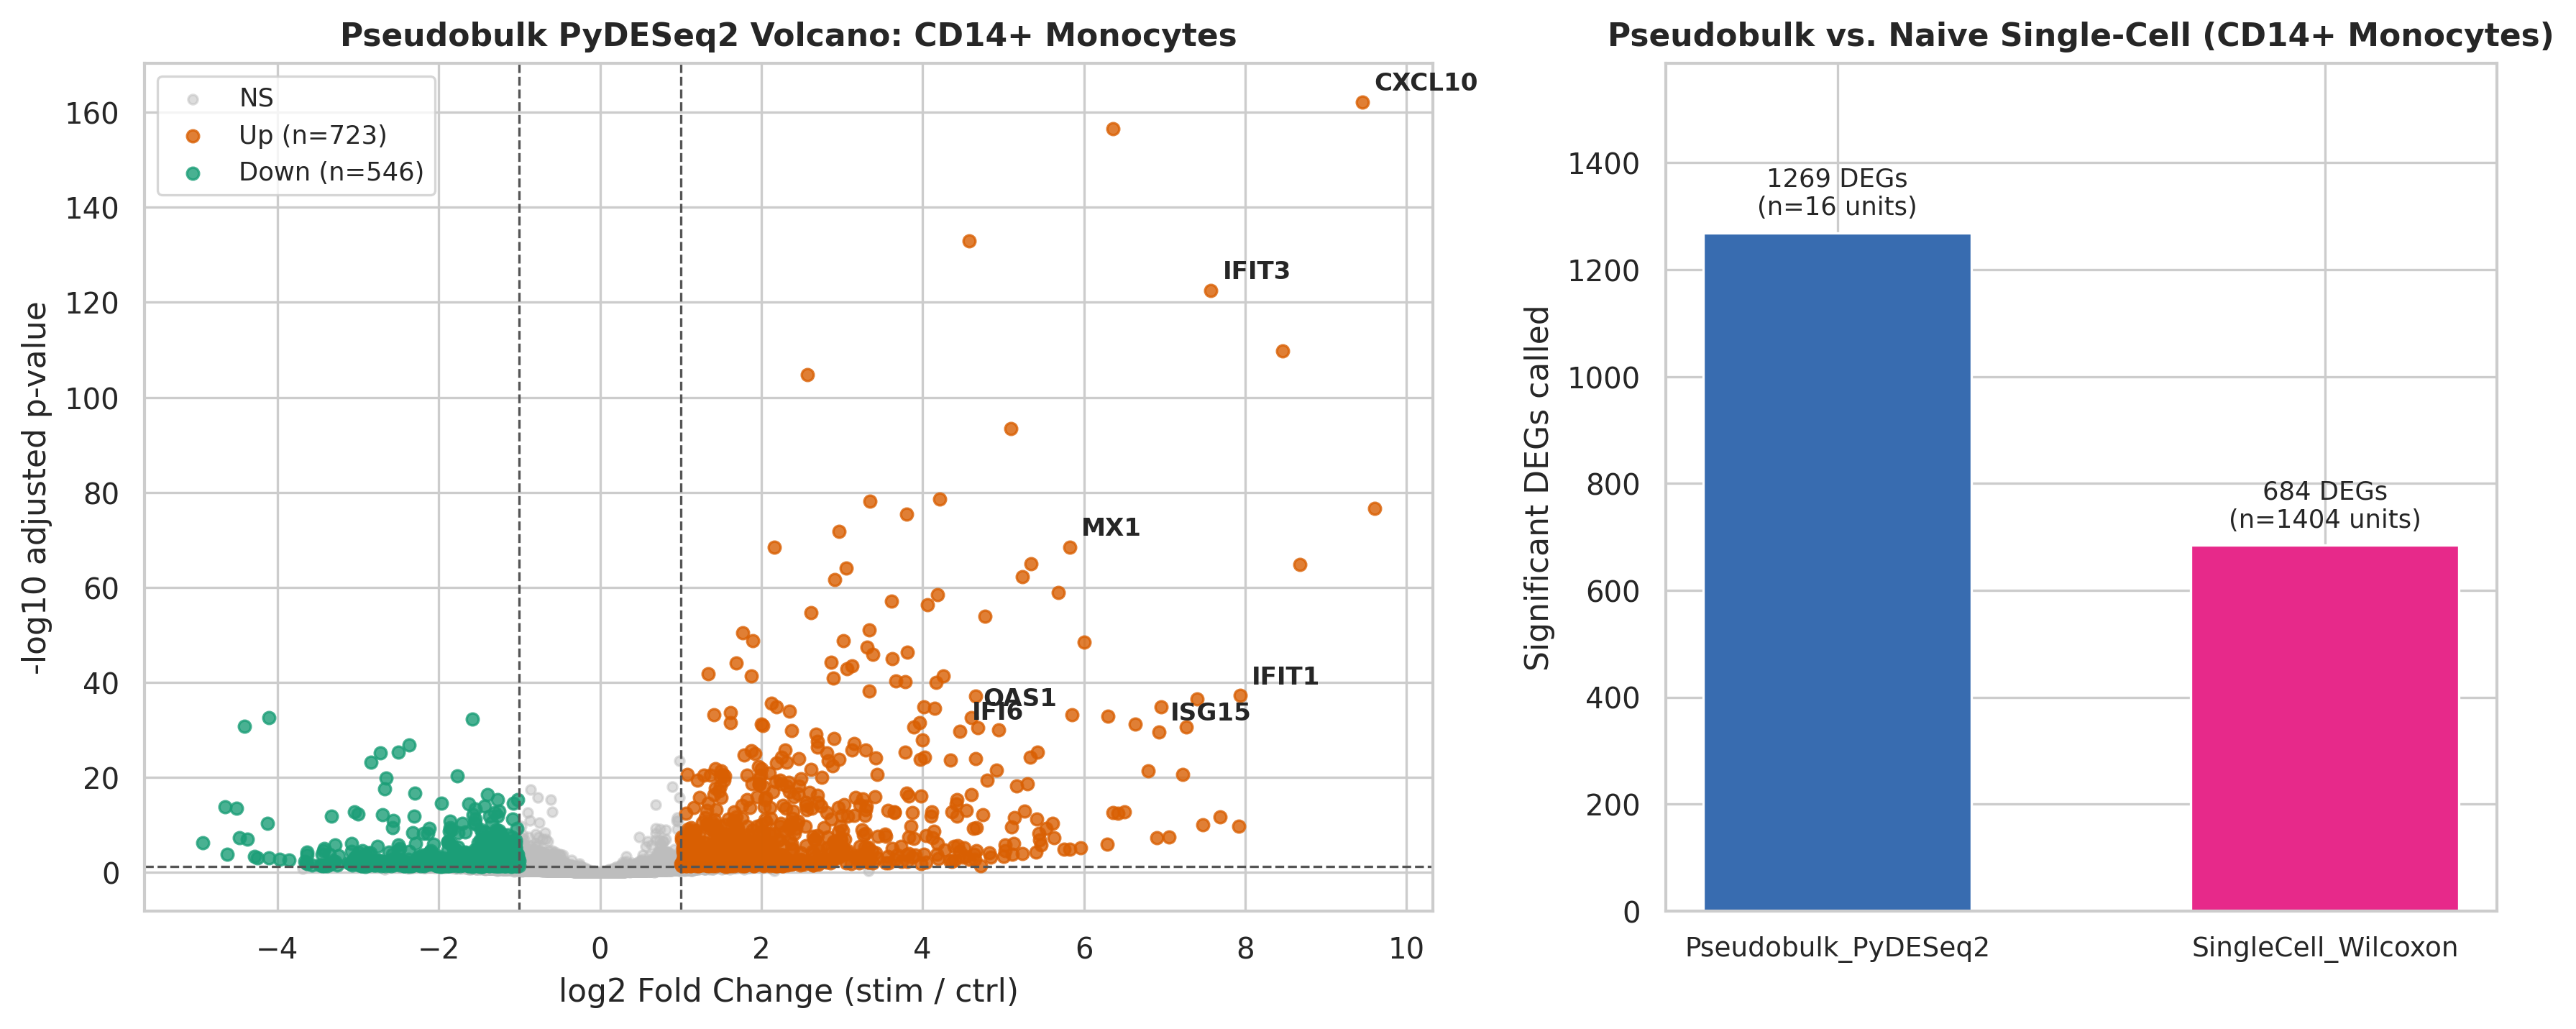 Pseudobulk PyDESeq2 Volcano: CD14+ Monocytes
NS
Up (n=723)
Down (n=546)
CXCL10
IFIT3
MX1
IFIT1
OAS1
IFI6
ISG15
160
140
120
100
80
60
40
20
0
-log10 adjusted p-value
−4
−2
0
2
4
6
8
10
log2 Fold Change (stim / ctrl)
Pseudobulk vs. Naive Single-Cell (CD14+ Monocytes)
1400
1200
1000
800
600
400
200
0
Significant DEGs called
1269 DEGs
(n=16 units)
684 DEGs
(n=1404 units)
Pseudobulk_PyDESeq2
SingleCell_Wilcoxon